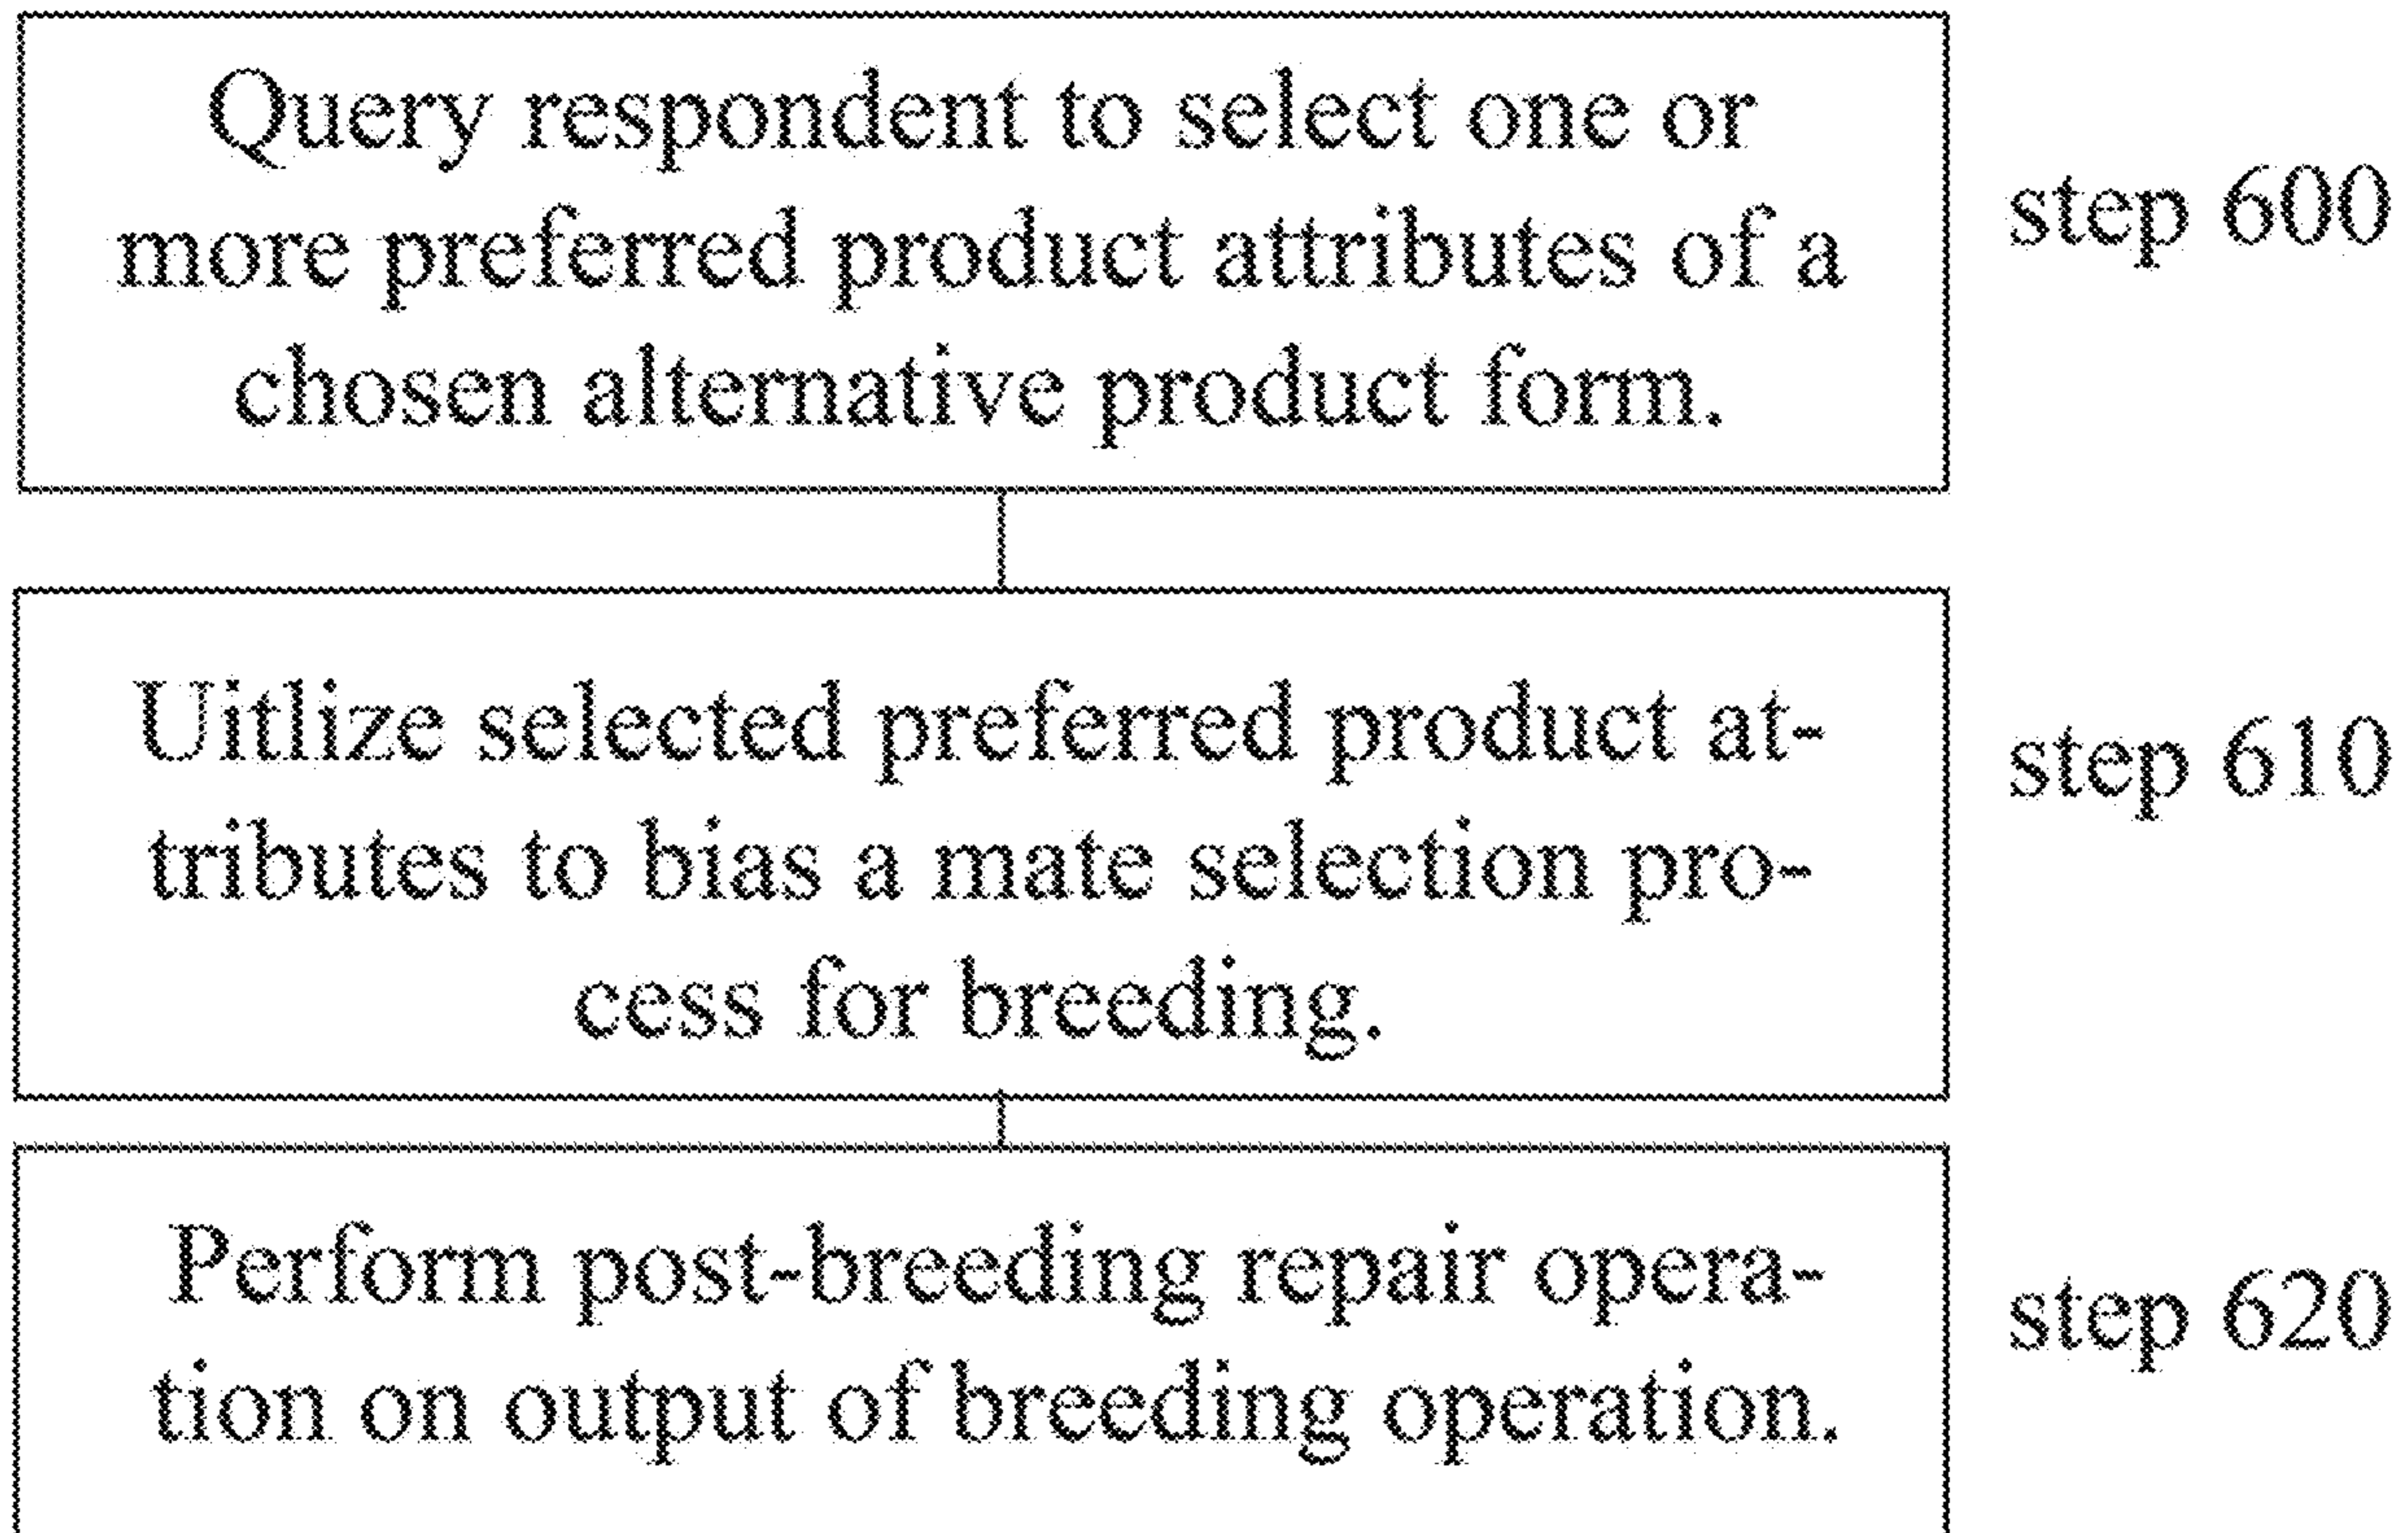 Query respondent to select one or
more preferred product attributes of a
chosen alternative product form.
step 600
Uitlize selected preferred product at-
tributes to bias a mate selection pro-
cess for breeding.
step 610
Perform post-breeding repair opera-
tion on output of breeding operation.
step 620